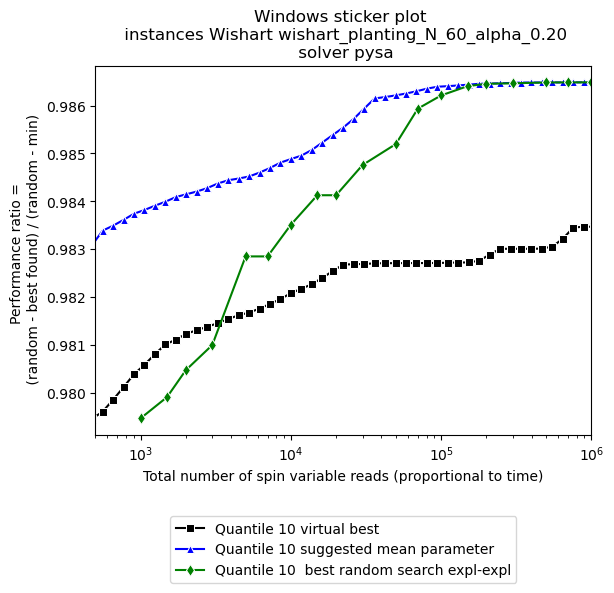 Windows sticker plot
instances Wishart wishart_planting_N_60_alpha_0.20
solver pysa
Performance ratio =
(random - best found) / (random - min)
0.986
0.985
0.984
0.983
0.982
0.981
0.980
10³
10⁴
10⁵
10⁶
Total number of spin variable reads (proportional to time)
Quantile 10 virtual best
Quantile 10 suggested mean parameter
Quantile 10  best random search expl-expl